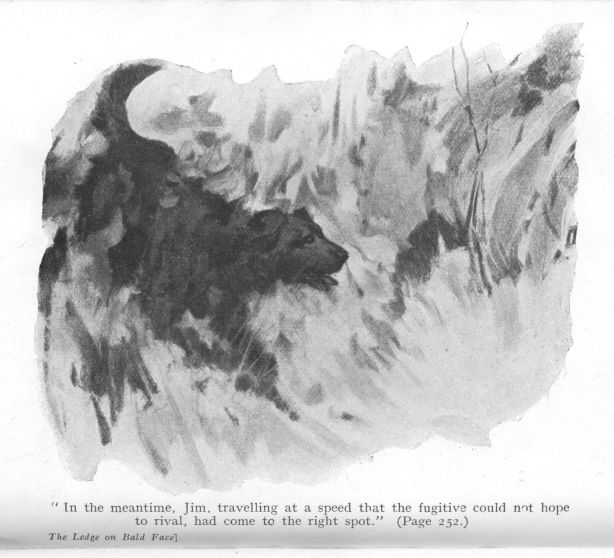 “ In the meantime, Jim, travelling at a speed that the fugitive could not hope
to rival, had come to the right spot.” (Page 252.)
The Ledge on Bald Face]